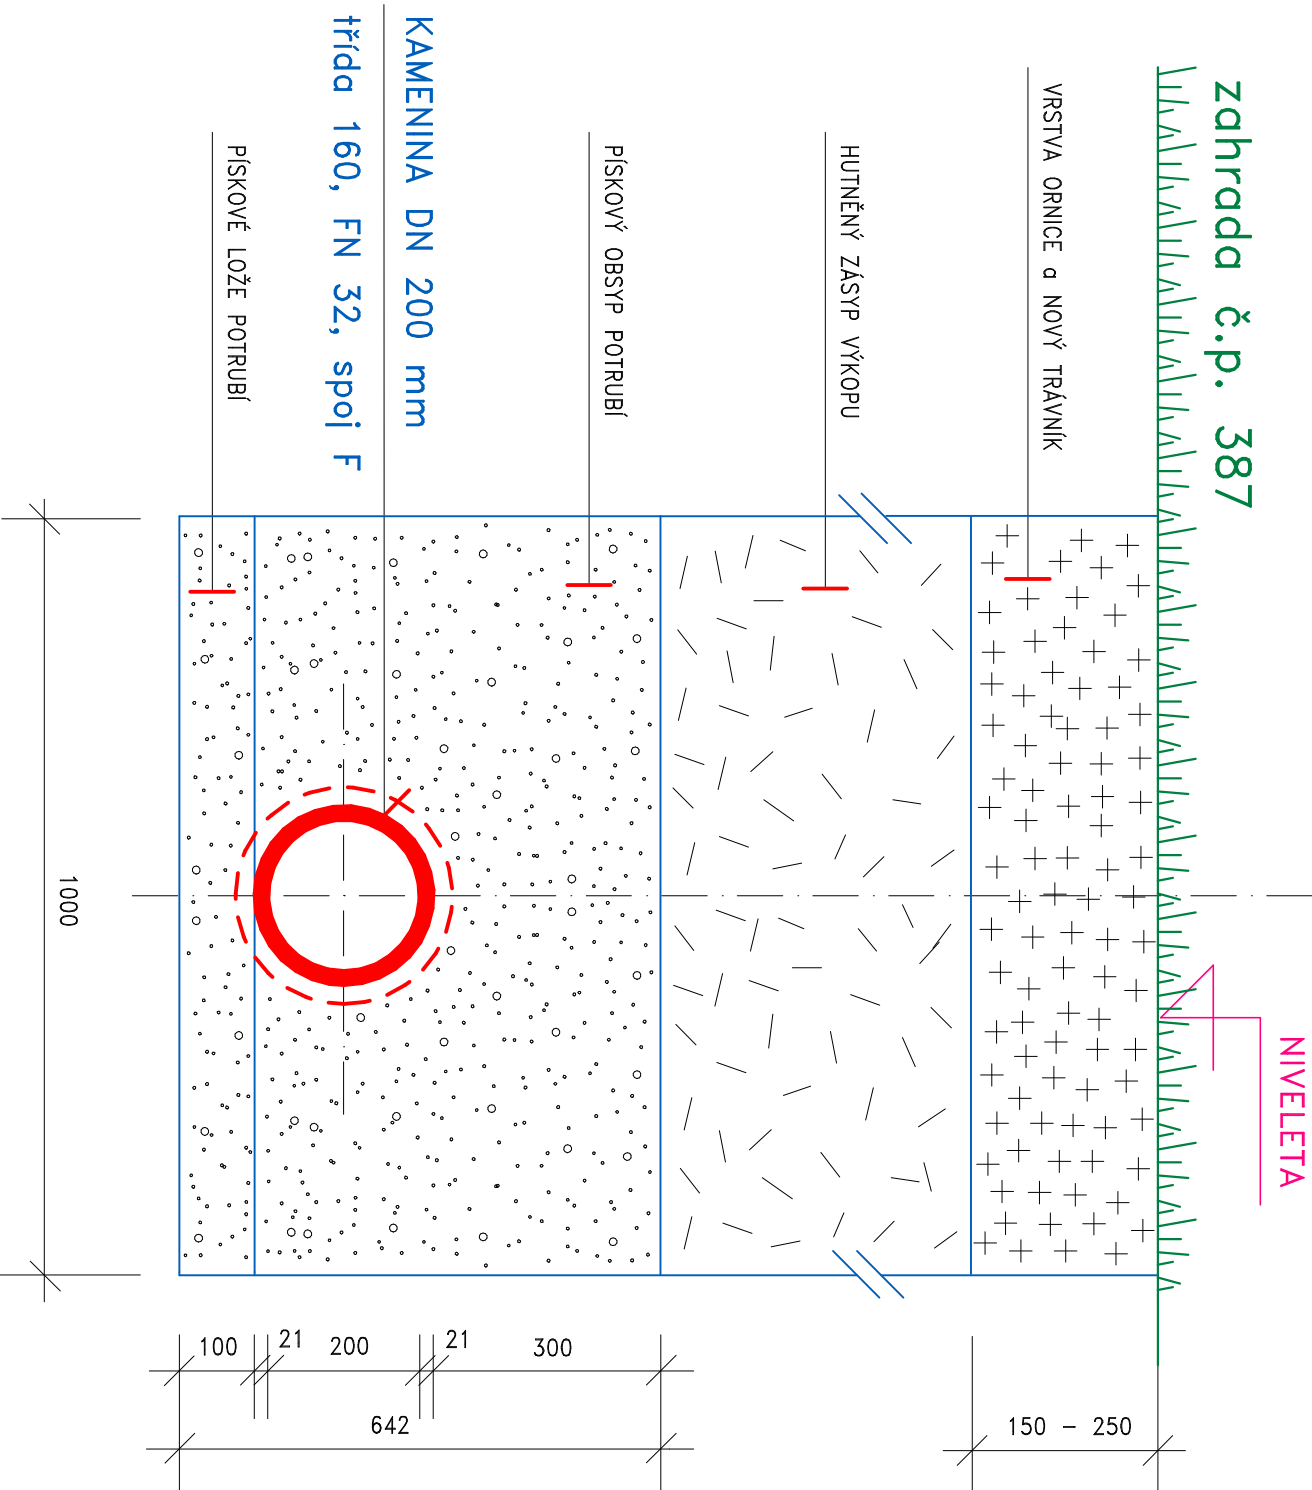 zahrada č.p. 387
NIVELETA
VRSTVA ORNICE a NOVÝ TRÁVNÍK
HUTNĚNÝ ZÁSYP VÝKOPU
PÍSKOVÝ OBSYP POTRUBÍ
KAMENINA DN 200 mm
třída 160, FN 32, spoj F
PÍSKOVÉ LOŽE POTRUBÍ
1000
100
21
200
21
300
642
150 - 250